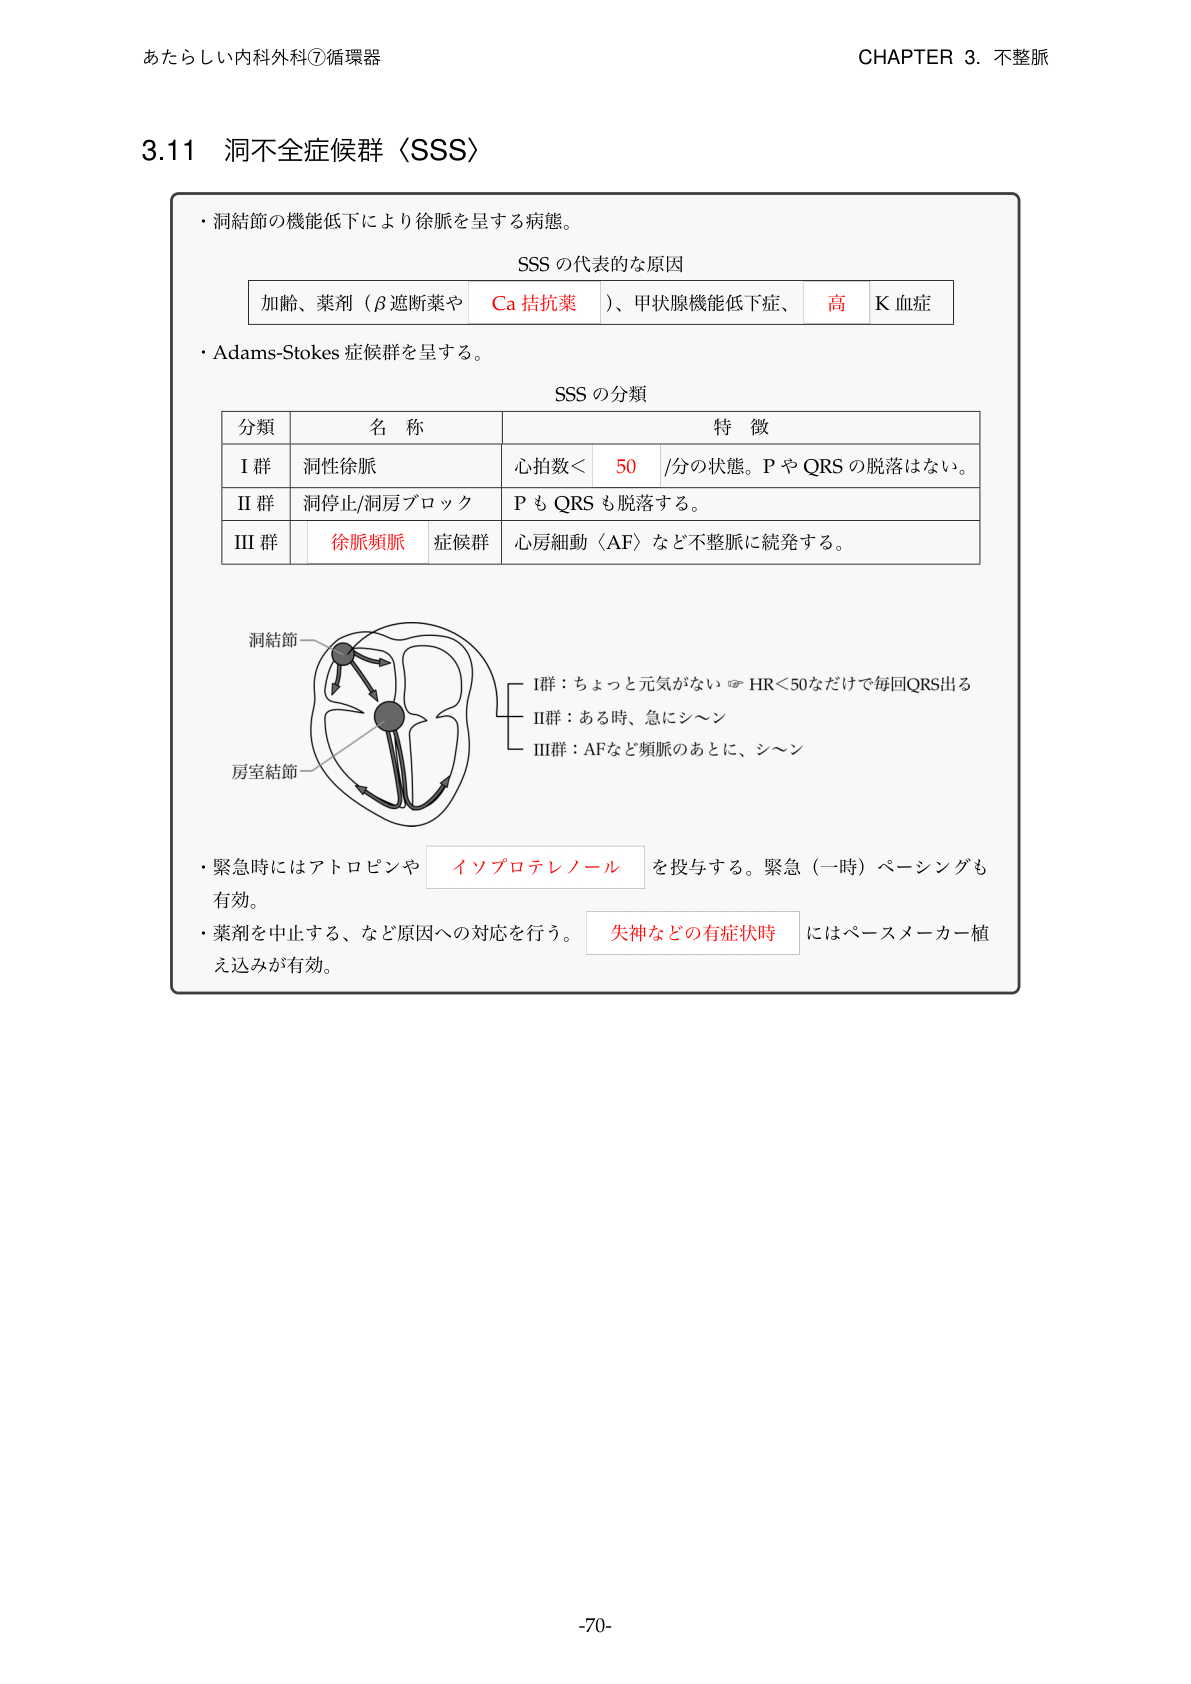 あたらしい内科外科⑦循環器
CHAPTER 3. 不整脈
3.11 洞不全症候群〈SSS〉
・洞結節の機能低下により徐脈を呈する病態。
SSS の代表的な原因
加齢、薬剤（β遮断薬や Ca 拮抗薬 ）、甲状腺機能低下症、 高 K 血症
・Adams-Stokes 症候群を呈する。
SSS の分類
分類 名 称 特 徴
I 群 洞性徐脈 心拍数＜ 50 /分の状態。P や QRS の脱落はない。
II 群 洞停止/洞房ブロック P も QRS も脱落する。
III 群 徐脈頻脈 症候群 心房細動〈AF〉など不整脈に続発する。
洞結節
I群：ちょっと元気がない ☞ HR＜50なだけで毎回QRS出る
II群：ある時、急にシ〜ン
III群：AFなど頻脈のあとに、シ〜ン
房室結節
・緊急時にはアトロピンや イソプロテレノール を投与する。緊急（一時）ペーシングも
有効。
・薬剤を中止する、など原因への対応を行う。 失神などの有症状時 にはペースメーカー植
え込みが有効。
-70-